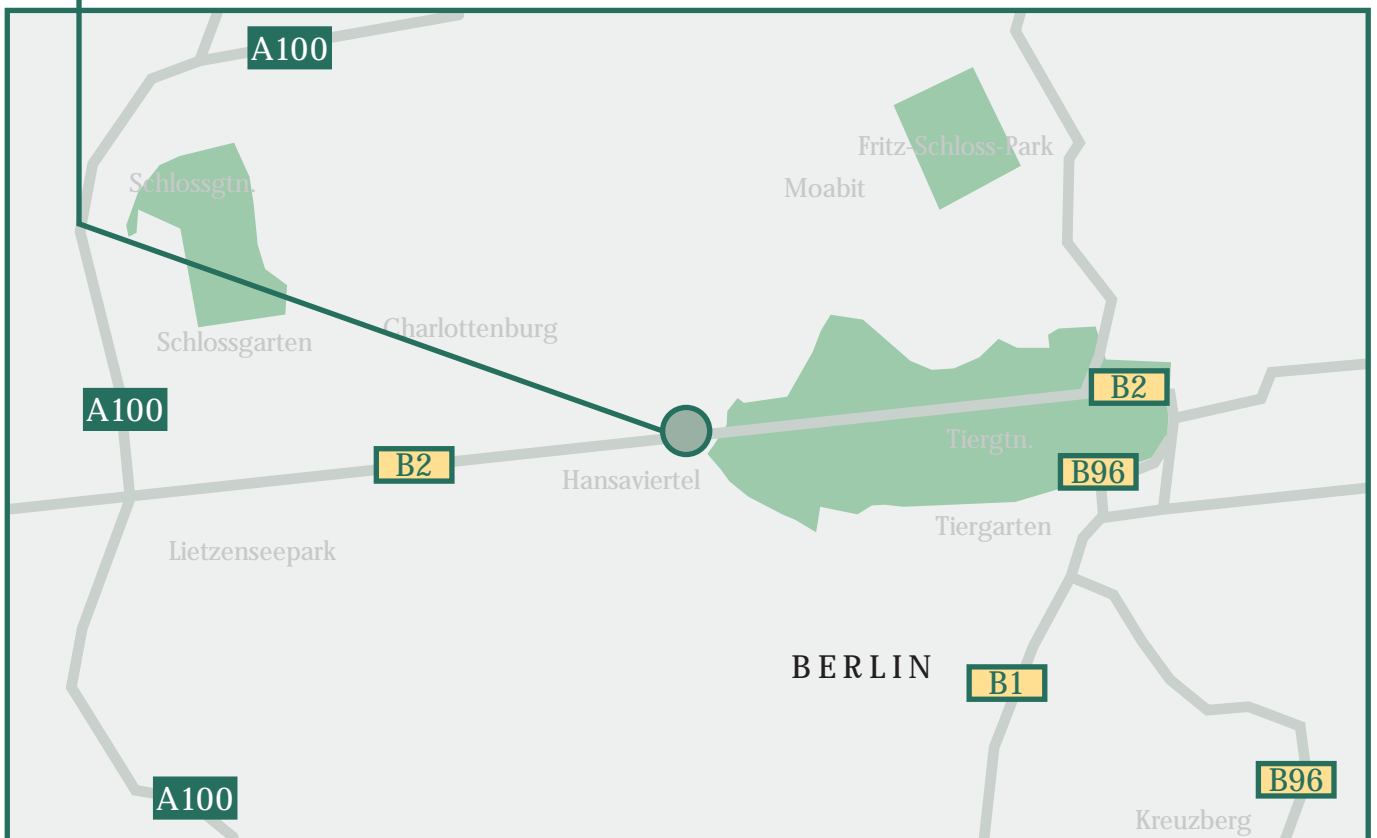 A100
Fritz-Schloss-Park
Schlossgtn.
Moabit
Charlottenburg
Schlossgarten
B2
A100
Tiergtn.
B2
B96
Hansaviertel
Tiergarten
Lietzenseepark
BERLIN
B1
B96
A100
Kreuzberg